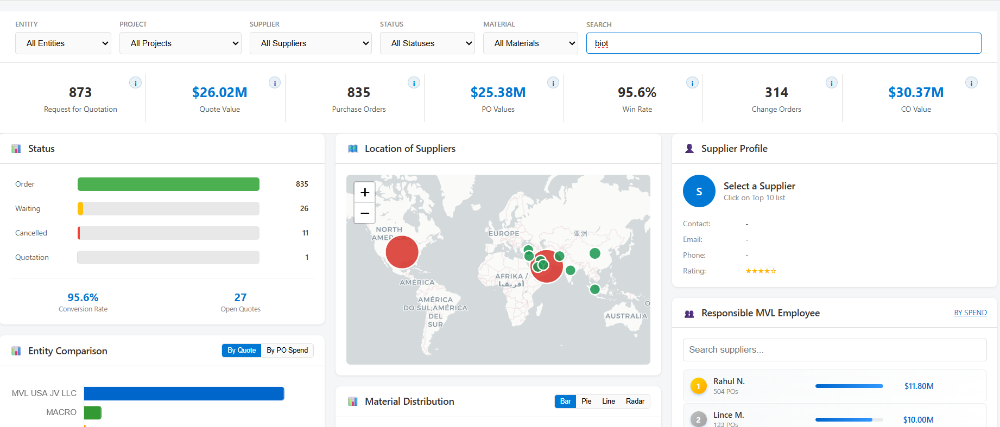 ENTITY PROJECT SUPPLIER STATUS MATERIAL SEARCH
All Entities All Projects All Suppliers All Statuses All Materials biot
873 $26.02M 835 $25.38M 95.6% 314 $30.37M
Request for Quotation Quote Value Purchase Orders PO Values Win Rate Change Orders CO Value
Status
Order 835
Waiting 26
Cancelled 11
Quotation 1
95.6% 27
Conversion Rate Open Quotes
Entity Comparison By Quote By PO Spend
MVL USA JV LLC
MACRO
Location of Suppliers
+
−
NORTH
AMERICA
EUROPE
亚洲
AFRIKA /
أفريقيا
AMÉRICA
AMÉRICA
DO SUL;AMÉRICA
DEL
SUR
AUSTRALIA
O
Material Distribution Bar Pie Line Radar
Supplier Profile
S
Select a Supplier
Click on Top 10 list
Contact: -
Email: -
Phone: -
Rating: ★★★★☆
Responsible MVL Employee BY SPEND
Search suppliers...
1 Rahul N. $11.80M
504 POs
2 Lince M. $10.00M
123 POs